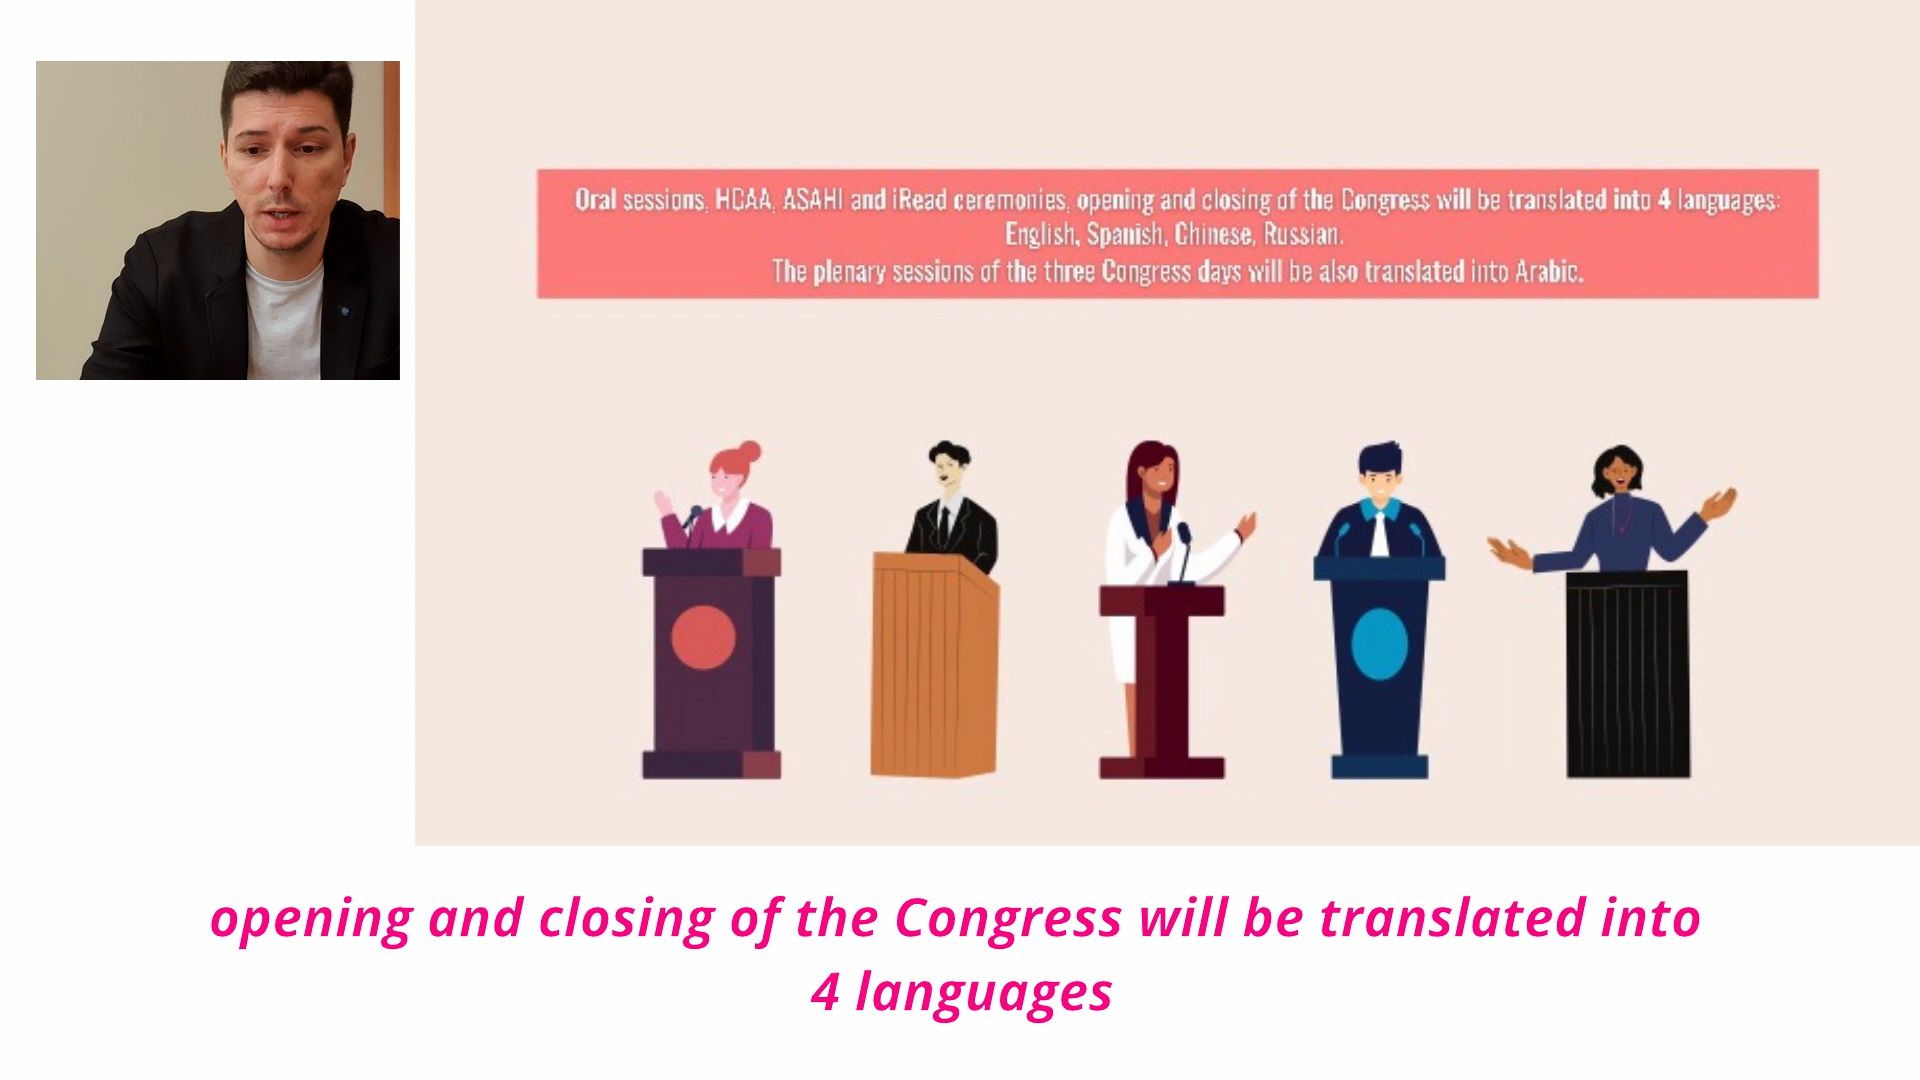 Oral sessions, HCAA, ASAHI and iRead ceremonies, opening and closing of the Congress will be translated into 4 languages:
English, Spanish, Chinese, Russian.
The plenary sessions of the three Congress days will be also translated into Arabic.
opening and closing of the Congress will be translated into
4 languages